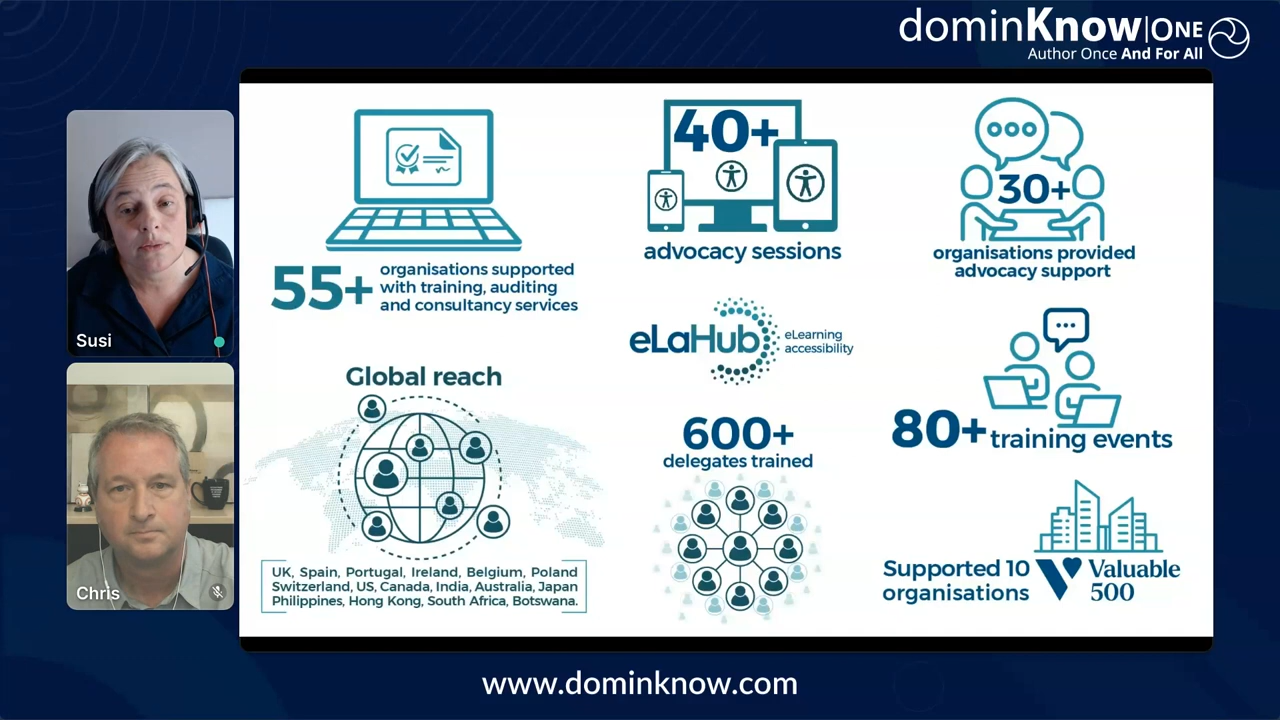 dominKnow|ONE
Author Once And For All
Susi
Chris
55+
organisations supported
with training, auditing
and consultancy services
40+
advocacy sessions
30+
organisations provided
advocacy support
eLaHub
eLearning
accessibility
Global reach
UK, Spain, Portugal, Ireland, Belgium, Poland
Switzerland, US, Canada, India, Australia, Japan
Philippines, Hong Kong, South Africa, Botswana.
600+
delegates trained
80+ training events
Supported 10
organisations
Valuable
500
www.dominknow.com